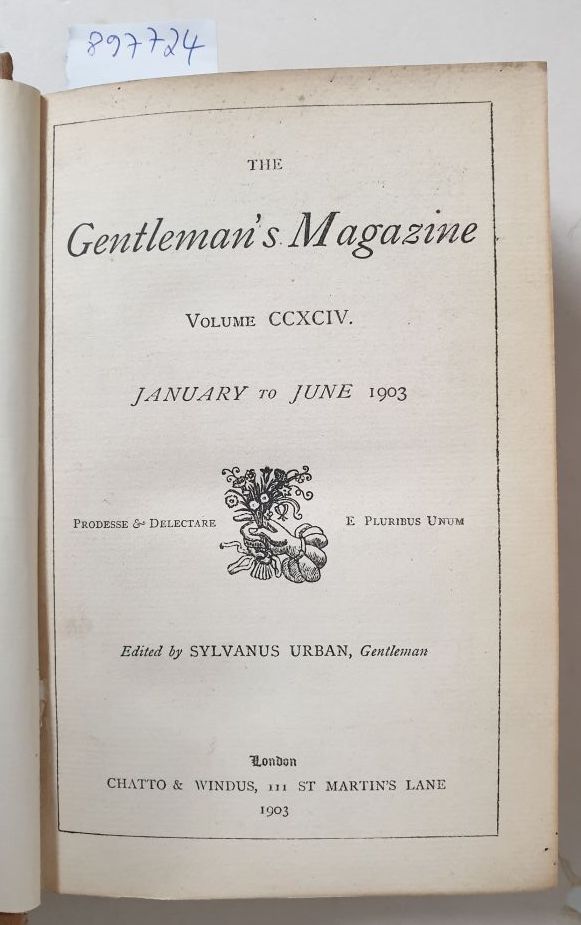 897724
THE
Gentleman's Magazine
VOLUME CCXCIV.
JANUARY TO JUNE 1903
PRODESSE & DELECTARE E PLURIBUS UNUM
Edited by SYLVANUS URBAN, Gentleman
London
CHATTO & WINDUS, 111 ST MARTIN'S LANE
1903